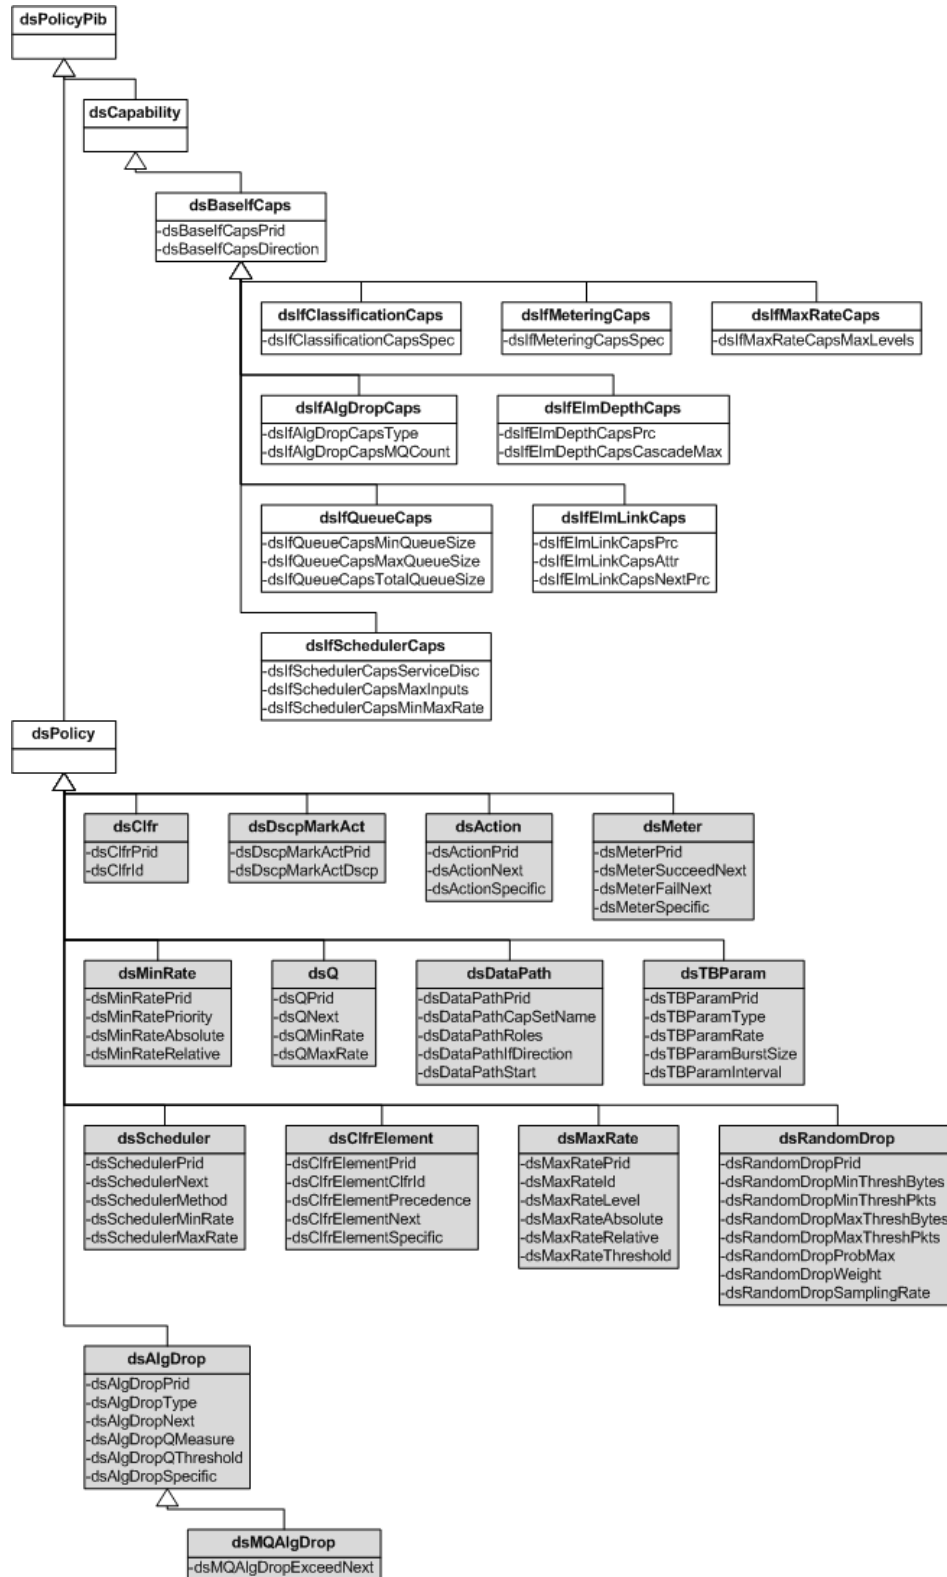 dsPolicyPib
dsCapability
dsBaseIfCaps
-dsBaseIfCapsPrid
-dsBaseIfCapsDirection
dsIfClassificationCaps
-dsIfClassificationCapsSpec
dsIfMeteringCaps
-dsIfMeteringCapsSpec
dsIfMaxRateCaps
-dsIfMaxRateCapsMaxLevels
dsIfAlgDropCaps
-dsIfAlgDropCapsType
-dsIfAlgDropCapsMQCount
dsIfElmDepthCaps
-dsIfElmDepthCapsPrc
-dsIfElmDepthCapsCascadeMax
dsIfQueueCaps
-dsIfQueueCapsMinQueueSize
-dsIfQueueCapsMaxQueueSize
-dsIfQueueCapsTotalQueueSize
dsIfElmLinkCaps
-dsIfElmLinkCapsPrc
-dsIfElmLinkCapsAttr
-dsIfElmLinkCapsNextPrc
dsIfSchedulerCaps
-dsIfSchedulerCapsServiceDisc
-dsIfSchedulerCapsMaxInputs
-dsIfSchedulerCapsMinMaxRate
dsPolicy
dsClfr
-dsClfrPrid
-dsClfrId
dsDscpMarkAct
-dsDscpMarkActPrid
-dsDscpMarkActDscp
dsAction
-dsActionPrid
-dsActionNext
-dsActionSpecific
dsMeter
-dsMeterPrid
-dsMeterSucceedNext
-dsMeterFailNext
-dsMeterSpecific
dsMinRate
-dsMinRatePrid
-dsMinRatePriority
-dsMinRateAbsolute
-dsMinRateRelative
dsQ
-dsQPrid
-dsQNext
-dsQMinRate
-dsQMaxRate
dsDataPath
-dsDataPathPrid
-dsDataPathCapSetName
-dsDataPathRoles
-dsDataPathIfDirection
-dsDataPathStart
dsTBParam
-dsTBParamPrid
-dsTBParamType
-dsTBParamRate
-dsTBParamBurstSize
-dsTBParamInterval
dsScheduler
-dsSchedulerPrid
-dsSchedulerNext
-dsSchedulerMethod
-dsSchedulerMinRate
-dsSchedulerMaxRate
dsClfrElement
-dsClfrElementPrid
-dsClfrElementClfrId
-dsClfrElementPrecedence
-dsClfrElementNext
-dsClfrElementSpecific
dsMaxRate
-dsMaxRatePrid
-dsMaxRateId
-dsMaxRateLevel
-dsMaxRateAbsolute
-dsMaxRateRelative
-dsMaxRateThreshold
dsRandomDrop
-dsRandomDropPrid
-dsRandomDropMinThreshBytes
-dsRandomDropMinThreshPkts
-dsRandomDropMaxThreshBytes
-dsRandomDropMaxThreshPkts
-dsRandomDropProbMax
-dsRandomDropWeight
-dsRandomDropSamplingRate
dsAlgDrop
-dsAlgDropPrid
-dsAlgDropType
-dsAlgDropNext
-dsAlgDropQMeasure
-dsAlgDropQThreshold
-dsAlgDropSpecific
dsMQAlgDrop
-dsMQAlgDropExceedNext